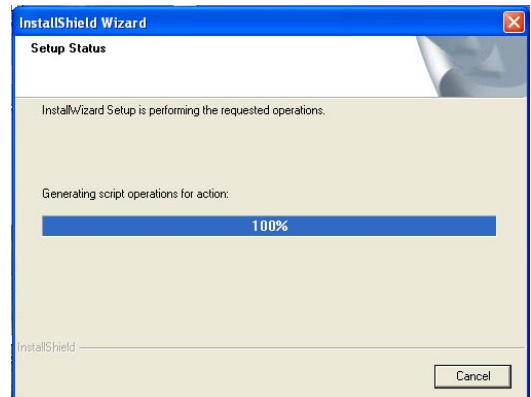 InstallShield Wizard
Setup Status
InstallWizard Setup is performing the requested operations.
Generating script operations for action:
100%
InstallShield
Cancel